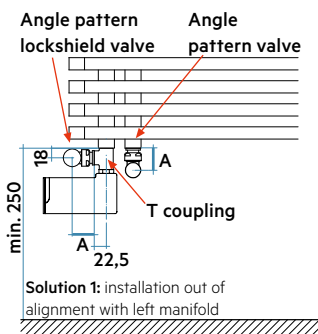 Angle pattern
lockshield valve
Angle
pattern valve
18
A
T coupling
min. 250
A
22,5
Solution 1: installation out of
alignment with left manifold